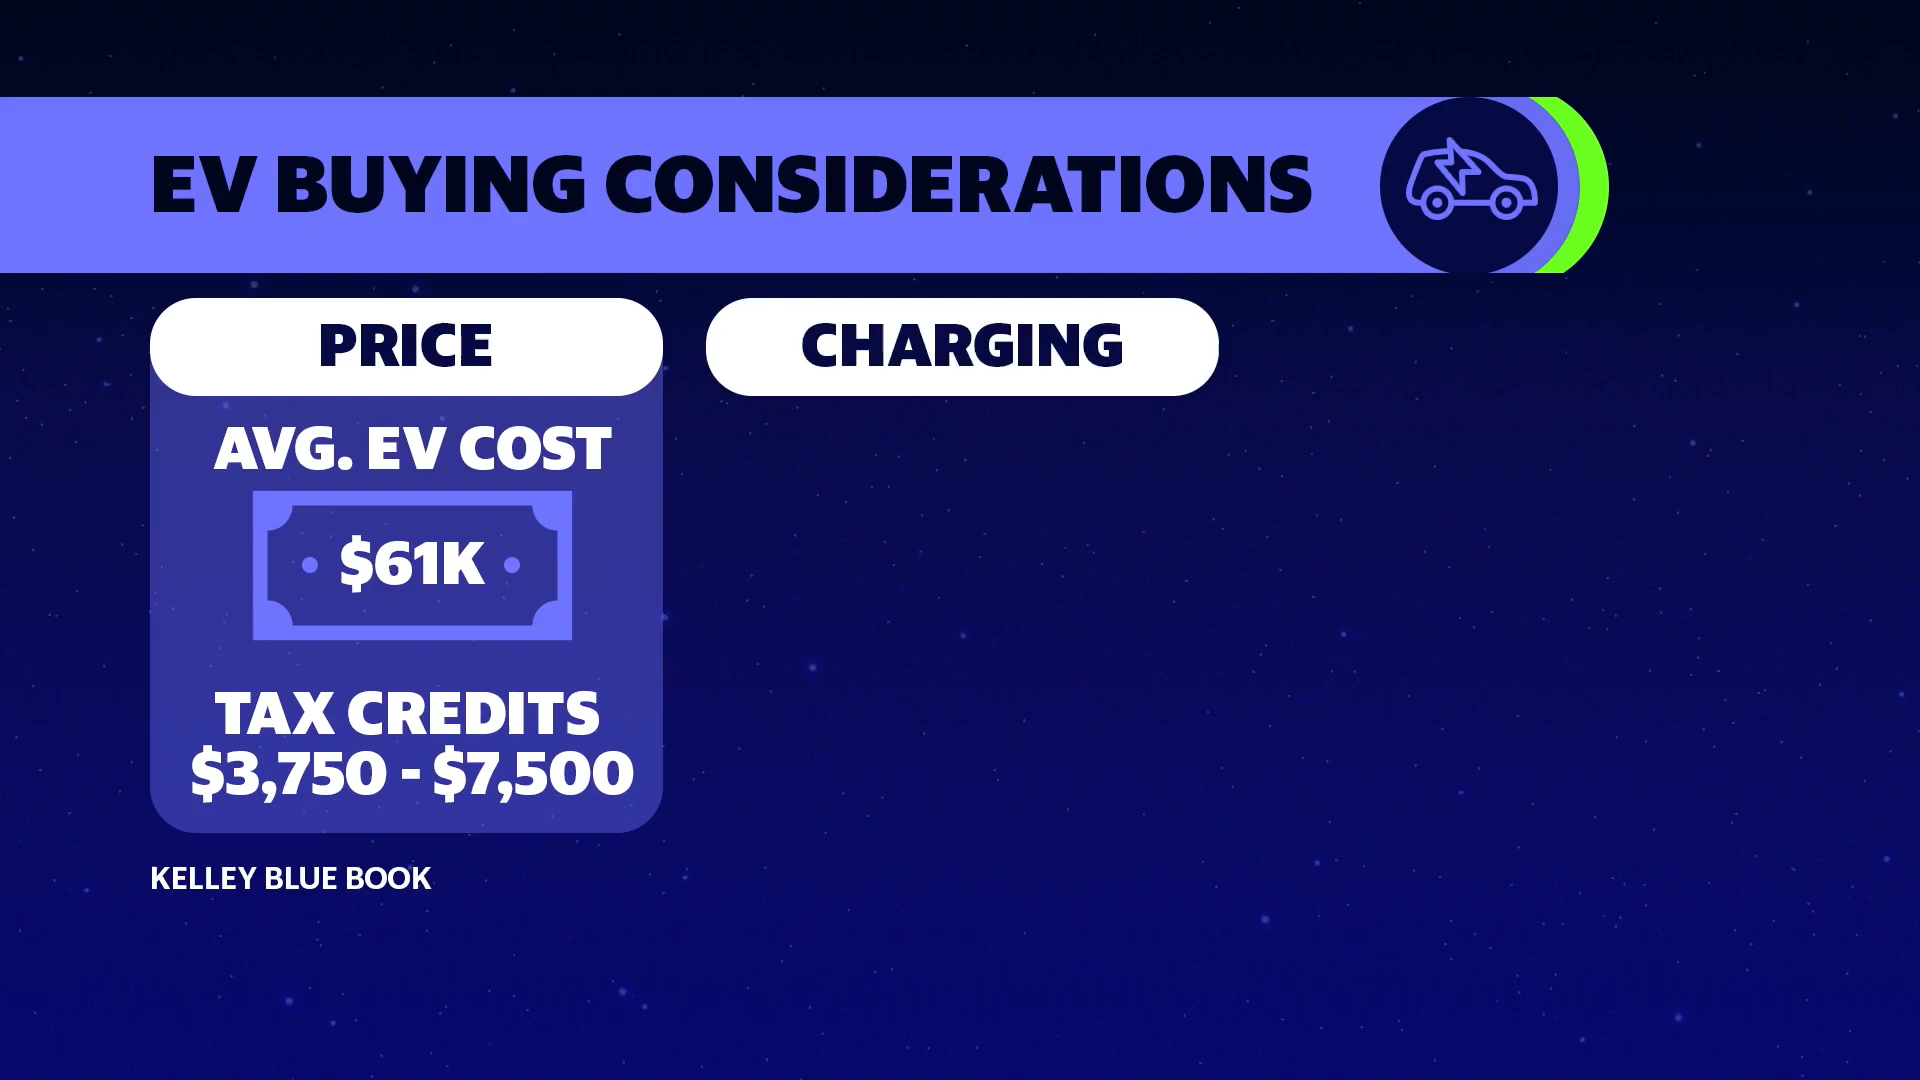 EV BUYING CONSIDERATIONS
PRICE
AVG. EV COST
$61K
TAX CREDITS
$3,750 - $7,500
CHARGING
KELLEY BLUE BOOK